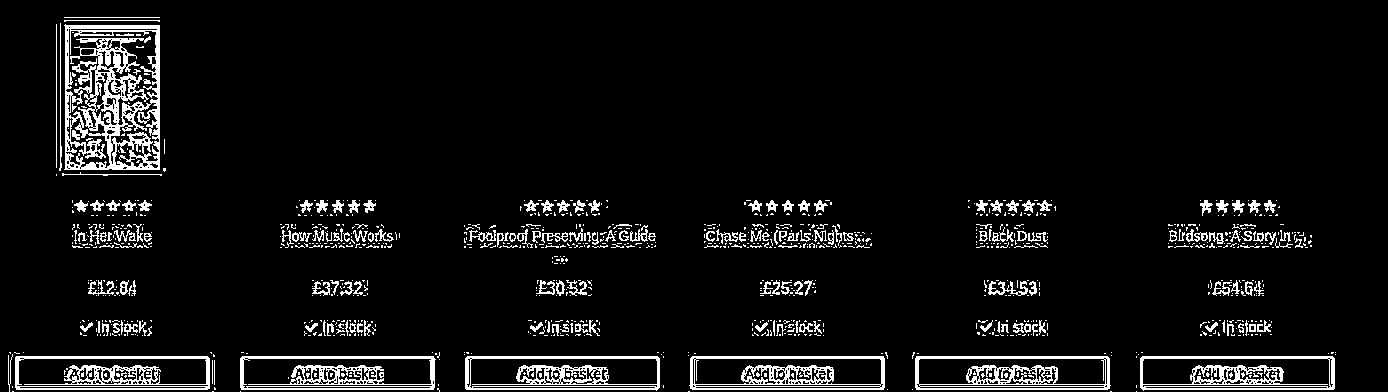 in
her
wake
In Her Wake
How Music Works
Foolproof Preserving: A Guide
...
Chase Me (Paris Nights ...
Black Dust
Birdsong: A Story in ...
£12.84
£37.32
£30.52
£25.27
£34.53
£54.64
In stock
In stock
In stock
In stock
In stock
In stock
Add to basket
Add to basket
Add to basket
Add to basket
Add to basket
Add to basket